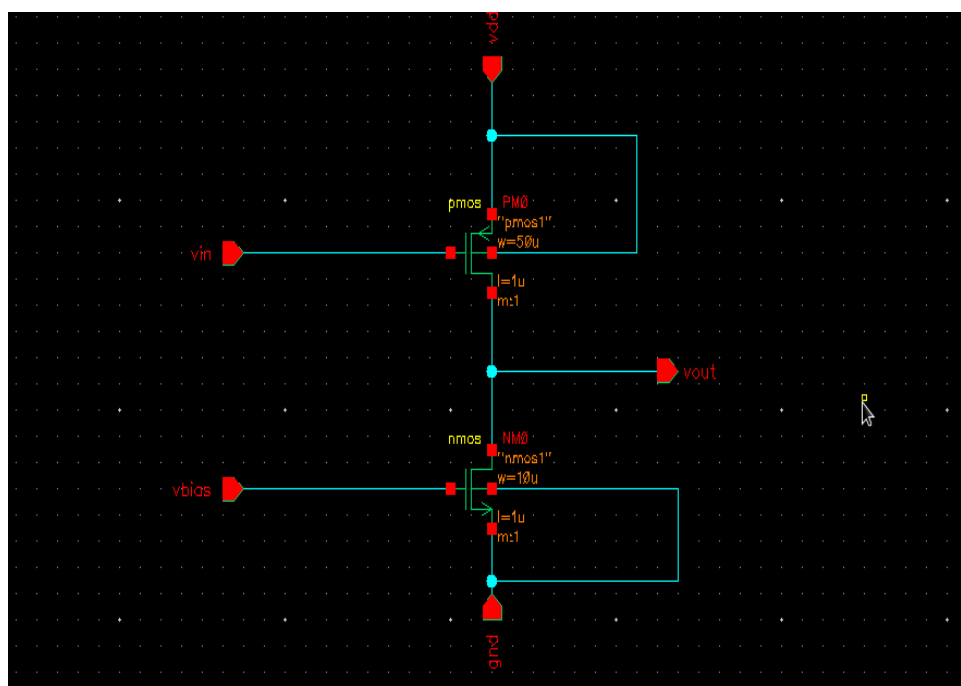 vdd
pmos PM0
"pmos1"
w=50u
vin
l=1u
m:1
vout
nmos NM0
"nmos1"
w=10u
vbias
l=1u
m:1
gnd